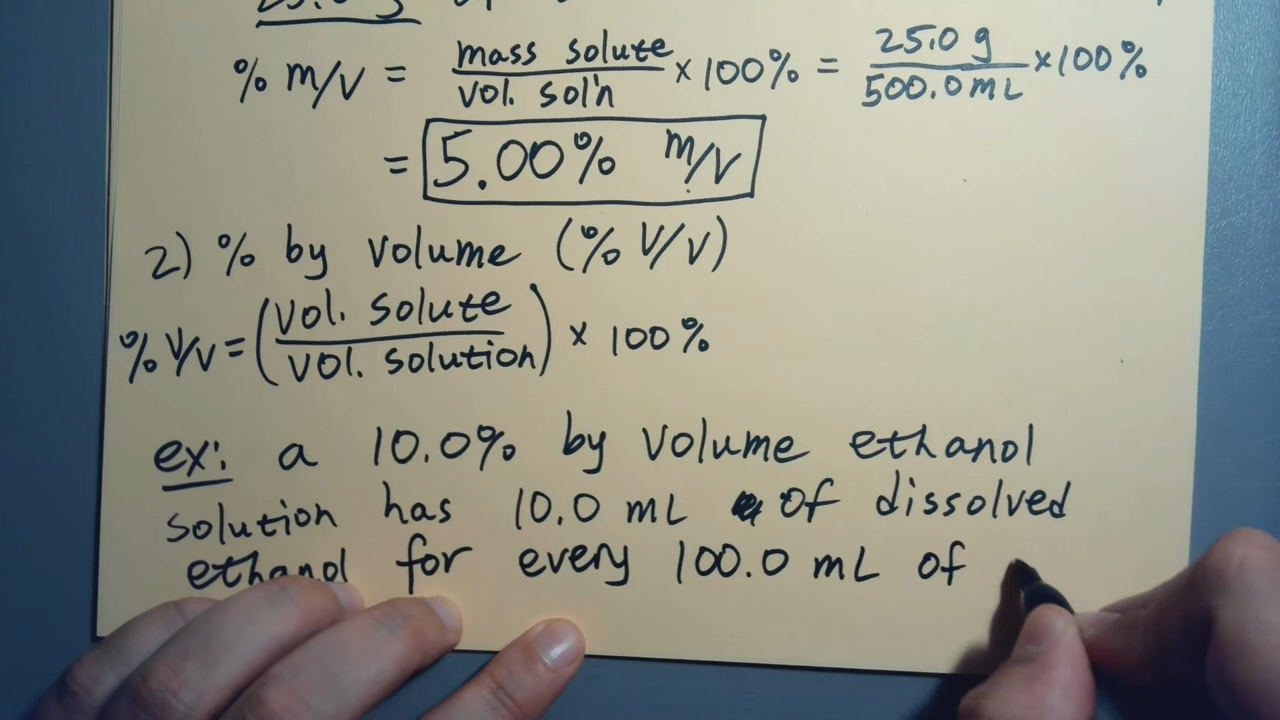 % m/v = mass solute / vol. sol'n × 100% = 25.0 g / 500.0 mL × 100%
= 5.00% m/v
2) % by volume (% v/v)
% v/v = (vol. solute / vol. solution) × 100%
ex: a 10.0% by volume ethanol
solution has 10.0 mL of dissolved
ethanol for every 100.0 mL of